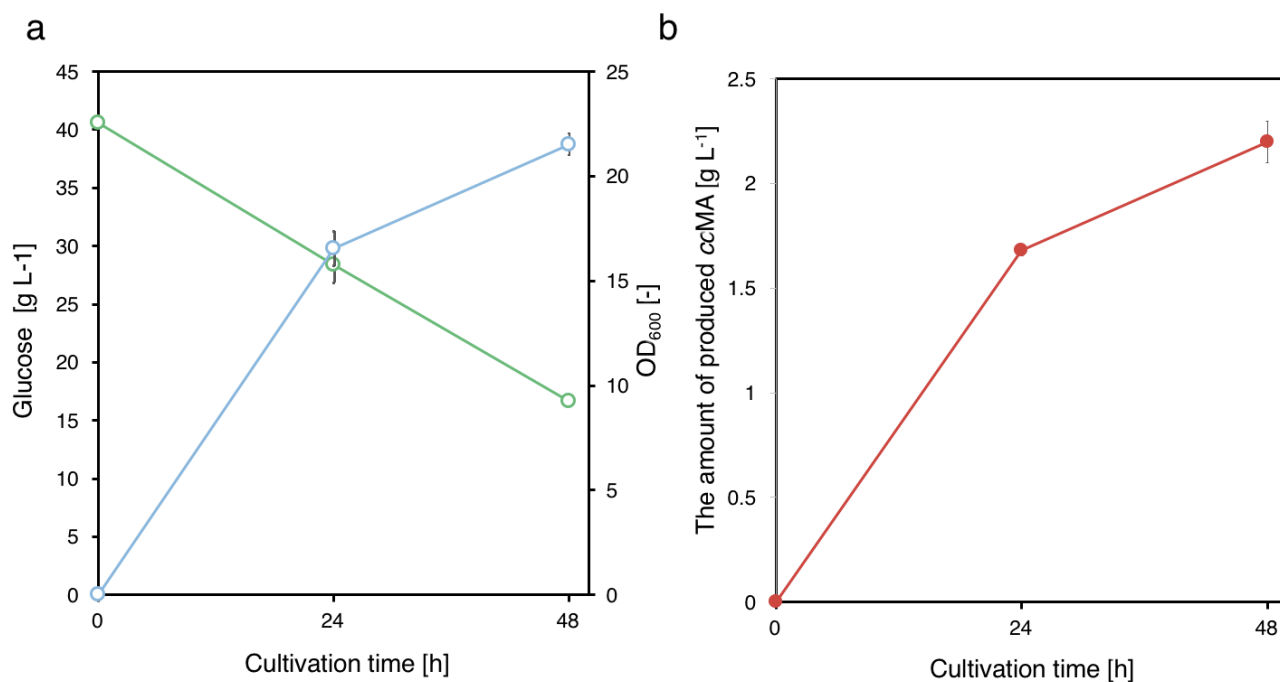 a
45
40
35
30
25
20
15
10
5
0
Glucose [g L-1]
25
20
15
10
5
0
OD600 [-]
0 24 48
Cultivation time [h]
b
2.5
2
1.5
1
0.5
0
The amount of produced ccMA [g L-1]
0 24 48
Cultivation time [h]